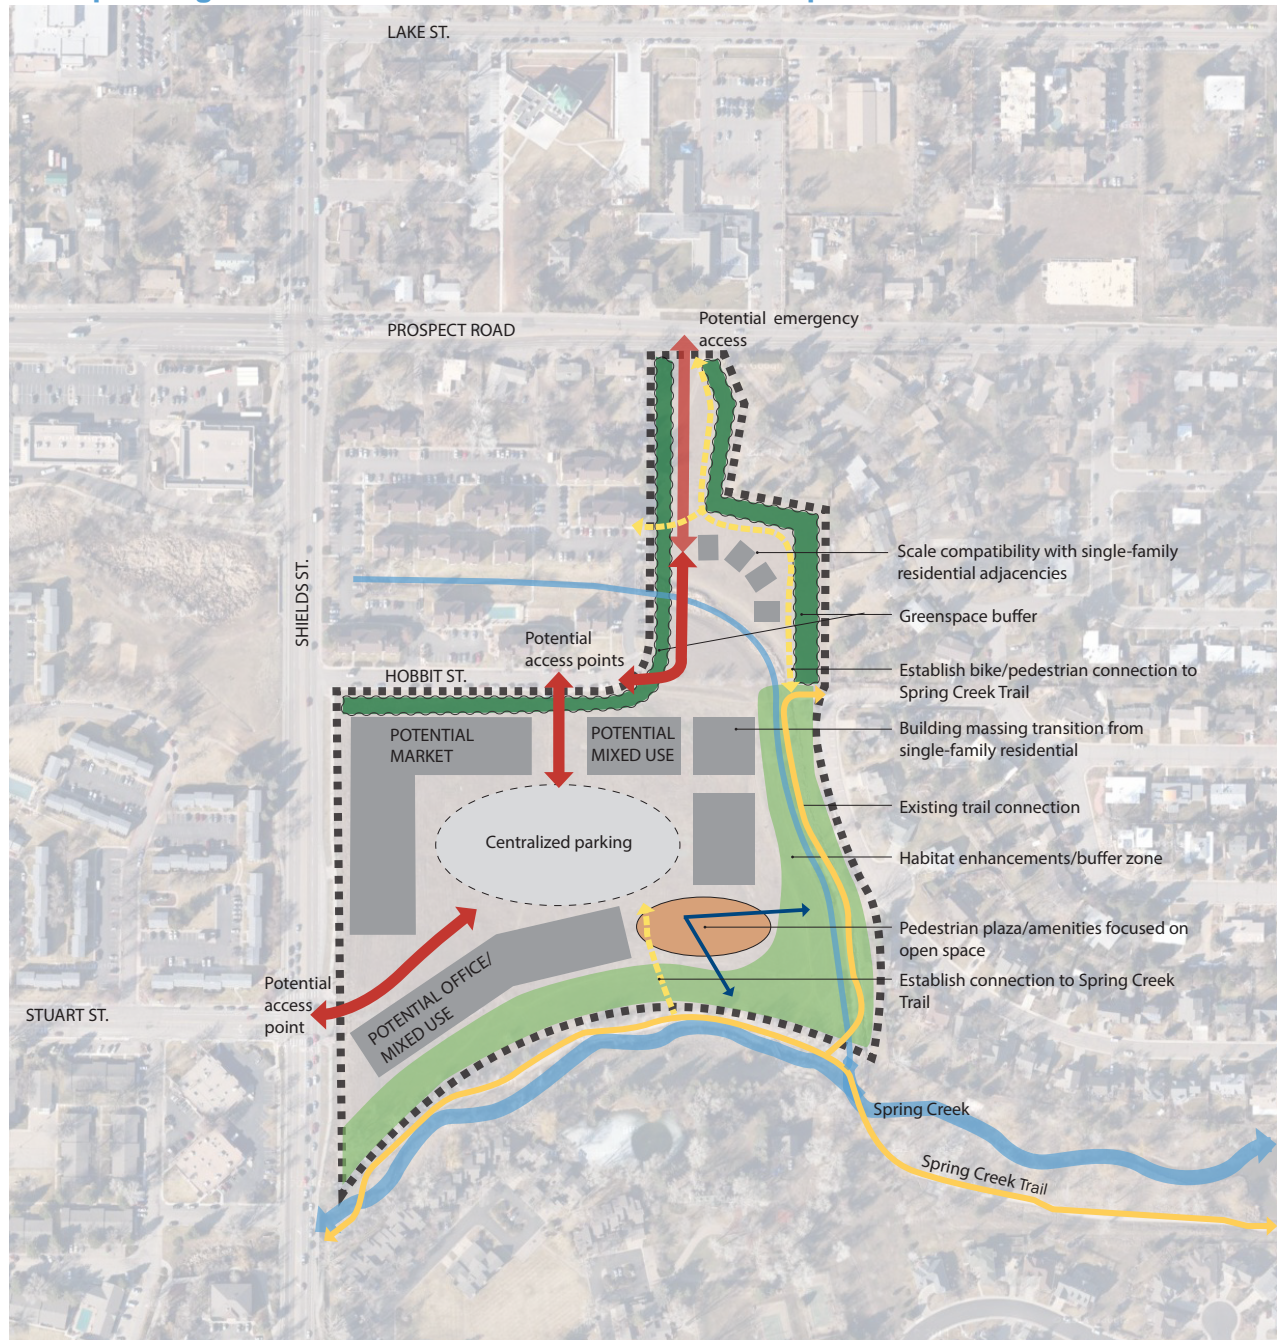 LAKE ST.
PROSPECT ROAD
Potential emergency
access
SHIELDS ST.
Scale compatibility with single-family
residential adjacencies
Greenspace buffer
Potential
access points
HOBBIT ST.
Establish bike/pedestrian connection to
Spring Creek Trail
POTENTIAL
MARKET
POTENTIAL
MIXED USE
Building massing transition from
single-family residential
Existing trail connection
Centralized parking
Habitat enhancements/buffer zone
Pedestrian plaza/amenities focused on
open space
Potential
access
point
STUART ST.
POTENTIAL OFFICE/
MIXED USE
Establish connection to Spring Creek
Trail
Spring Creek
Spring Creek Trail